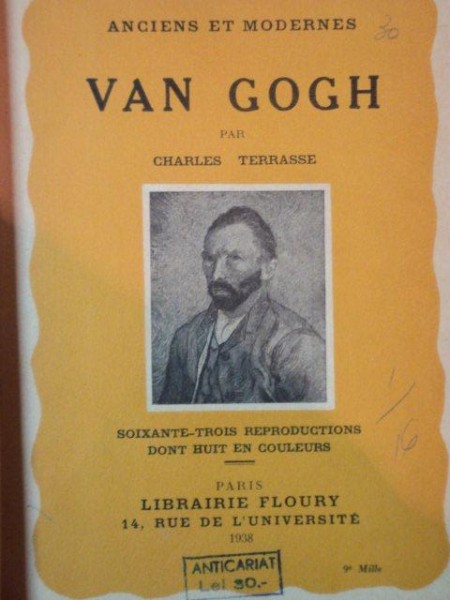 ANCIENS ET MODERNES
30
VAN GOGH
PAR
CHARLES TERRASSE
SOIXANTE-TROIS REPRODUCTIONS
DONT HUIT EN COULEURS
PARIS
LIBRAIRIE FLOURY
14, RUE DE L'UNIVERSITÉ
1938
ANTICARIAT
Lei 30.-
9e Mille